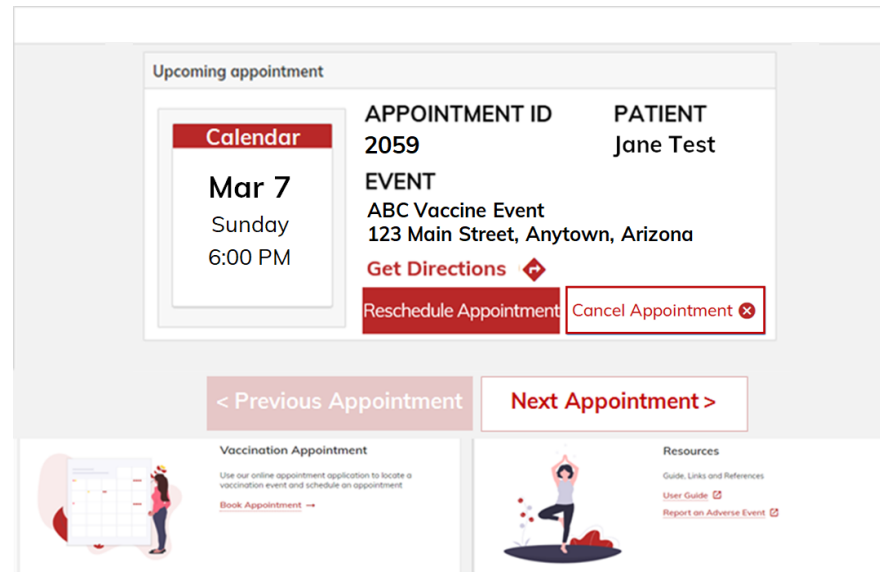 Upcoming appointment
Calendar
Mar 7
Sunday
6:00 PM
APPOINTMENT ID
2059
PATIENT
Jane Test
EVENT
ABC Vaccine Event
123 Main Street, Anytown, Arizona
Get Directions
Reschedule Appointment
Cancel Appointment
< Previous Appointment
Next Appointment >
Vaccination Appointment
Use our online appointment application to locate a
vaccination event and schedule an appointment
Book Appointment →
Resources
Guide, Links and References
User Guide
Report an Adverse Event